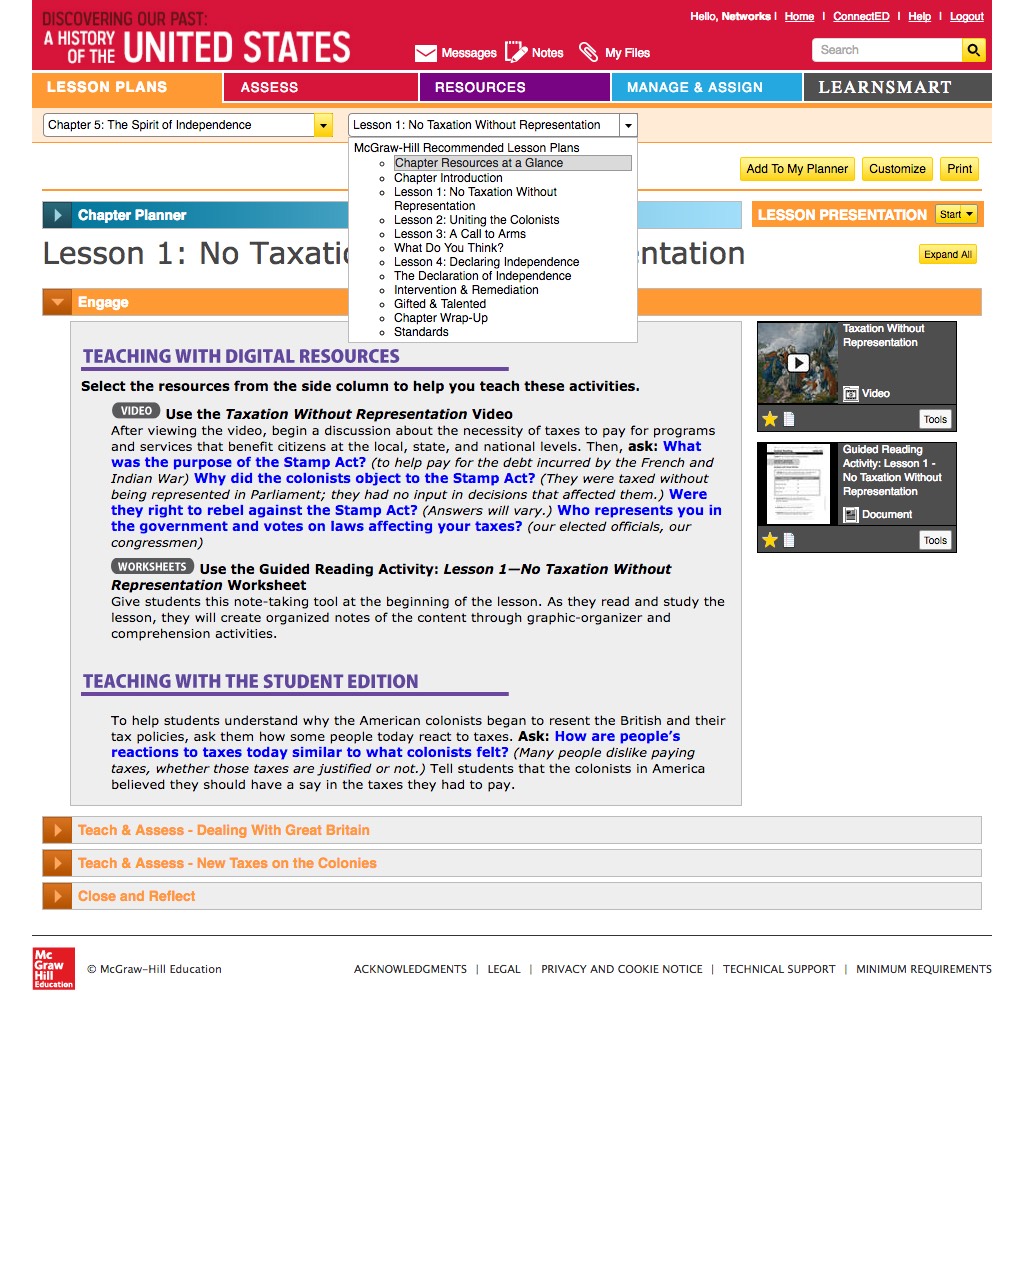 DISCOVERING OUR PAST:
A HISTORY OF THE UNITED STATES
Hello, Networks | Home | ConnectED | Help | Logout
Messages Notes My Files
Search
LESSON PLANS ASSESS RESOURCES MANAGE & ASSIGN LEARNSMART
Chapter 5: The Spirit of Independence
Lesson 1: No Taxation Without Representation
McGraw-Hill Recommended Lesson Plans
Chapter Resources at a Glance
Chapter Introduction
Lesson 1: No Taxation Without
Representation
Lesson 2: Uniting the Colonists
Lesson 3: A Call to Arms
What Do You Think?
Lesson 4: Declaring Independence
The Declaration of Independence
Intervention & Remediation
Gifted & Talented
Chapter Wrap-Up
Standards
Add To My Planner Customize Print
Chapter Planner
LESSON PRESENTATION Start
Lesson 1: No Taxatio ntation
Expand All
Engage
TEACHING WITH DIGITAL RESOURCES
Select the resources from the side column to help you teach these activities.
VIDEO Use the Taxation Without Representation Video
After viewing the video, begin a discussion about the necessity of taxes to pay for programs
and services that benefit citizens at the local, state, and national levels. Then, ask: What
was the purpose of the Stamp Act? (to help pay for the debt incurred by the French and
Indian War) Why did the colonists object to the Stamp Act? (They were taxed without
being represented in Parliament; they had no input in decisions that affected them.) Were
they right to rebel against the Stamp Act? (Answers will vary.) Who represents you in
the government and votes on laws affecting your taxes? (our elected officials, our
congressmen)
WORKSHEETS Use the Guided Reading Activity: Lesson 1—No Taxation Without
Representation Worksheet
Give students this note-taking tool at the beginning of the lesson. As they read and study the
lesson, they will create organized notes of the content through graphic-organizer and
comprehension activities.
TEACHING WITH THE STUDENT EDITION
To help students understand why the American colonists began to resent the British and their
tax policies, ask them how some people today react to taxes. Ask: How are people's
reactions to taxes today similar to what colonists felt? (Many people dislike paying
taxes, whether those taxes are justified or not.) Tell students that the colonists in America
believed they should have a say in the taxes they had to pay.
Taxation Without
Representation
Video
Tools
Guided Reading
Activity: Lesson 1 -
No Taxation Without
Representation
Document
Tools
Teach & Assess - Dealing With Great Britain
Teach & Assess - New Taxes on the Colonies
Close and Reflect
Mc
Graw
Hill
Education
© McGraw-Hill Education
ACKNOWLEDGMENTS | LEGAL | PRIVACY AND COOKIE NOTICE | TECHNICAL SUPPORT | MINIMUM REQUIREMENTS